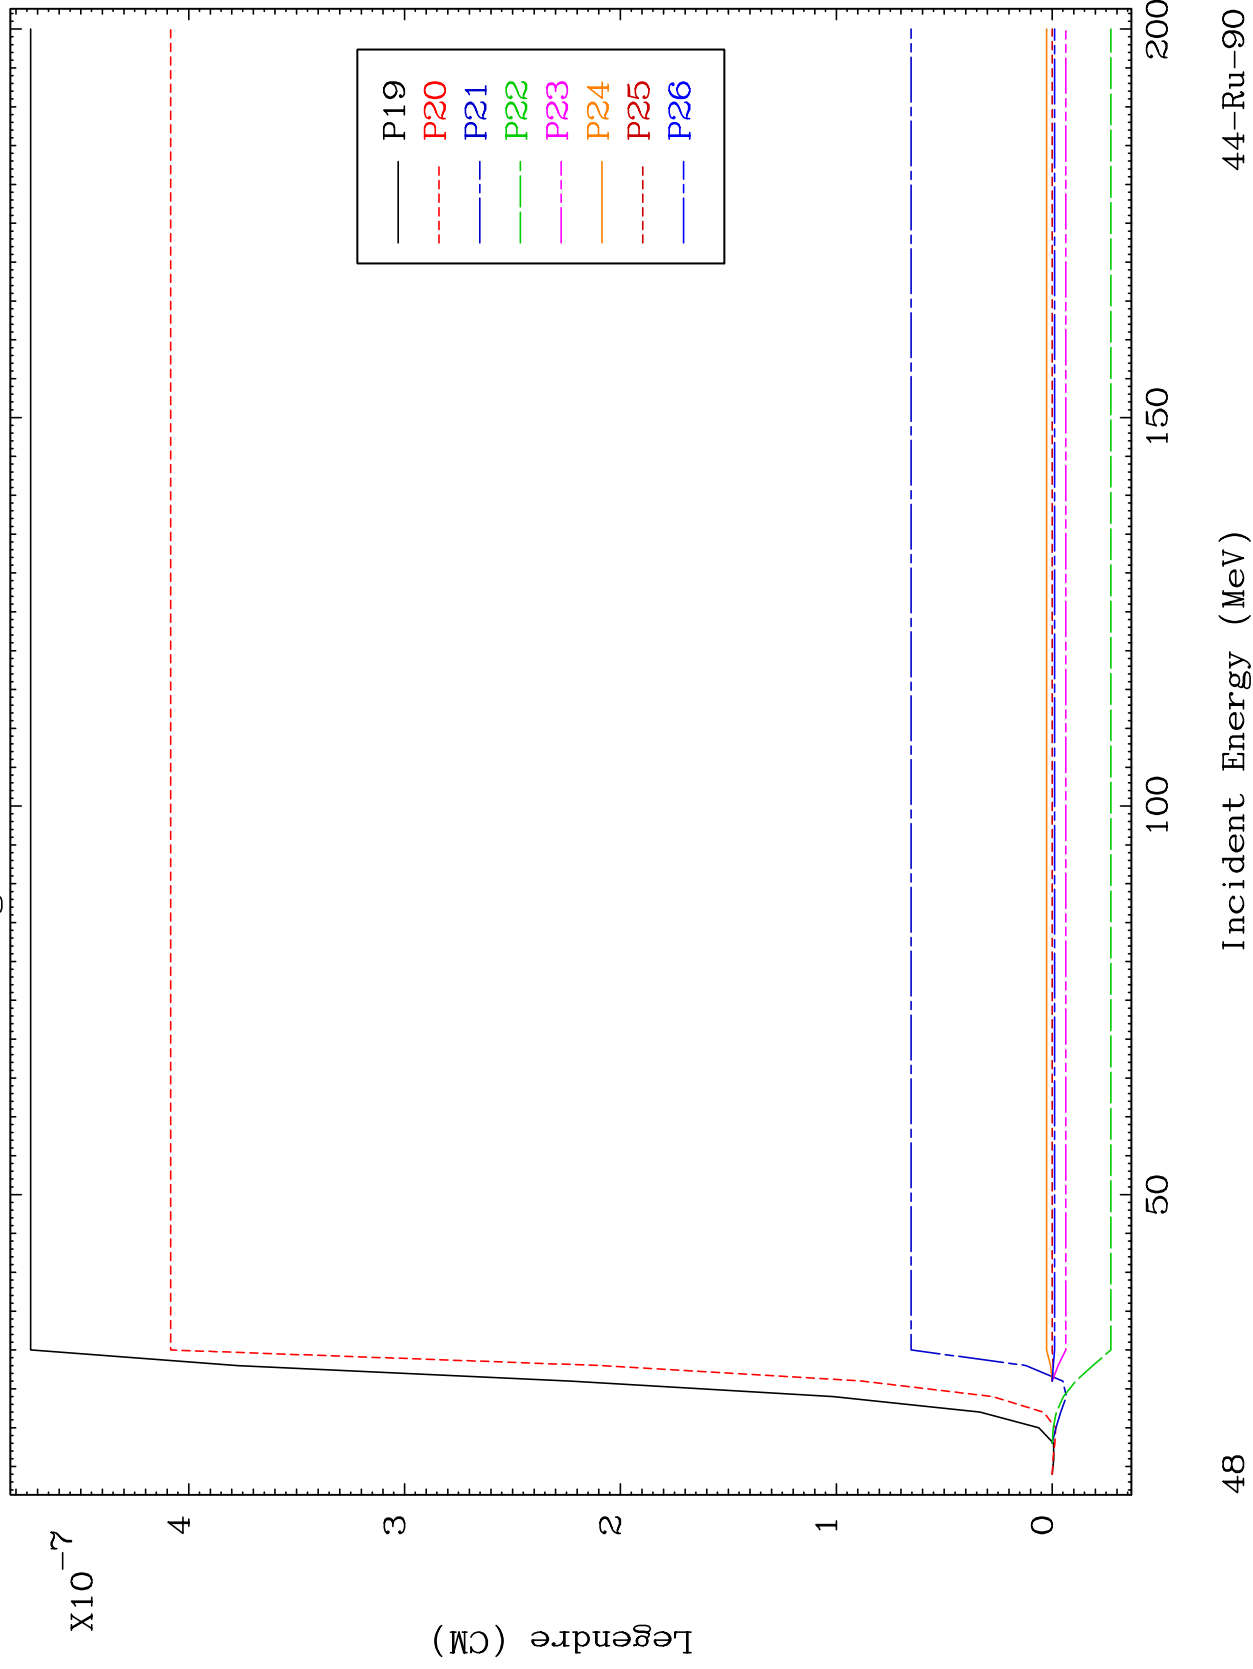 X10-7
Legendre (CM)
4
3
2
1
0
P19
P20
P21
P22
P23
P24
P25
P26
50
100
150
200
48
Incident Energy (MeV)
44-Ru-90